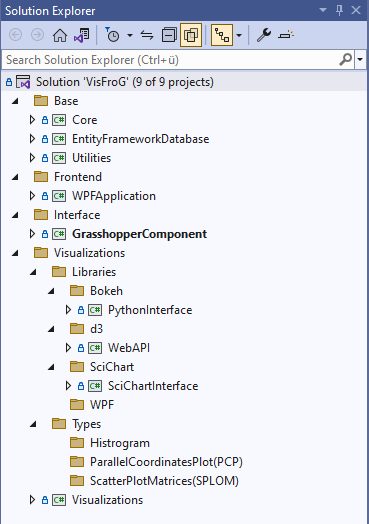 Solution Explorer
Search Solution Explorer (Ctrl+ü)
Solution 'VisFroG' (9 of 9 projects)
Base
C# Core
C# EntityFrameworkDatabase
C# Utilities
Frontend
C# WPFApplication
Interface
C# GrasshopperComponent
Visualizations
Libraries
Bokeh
C# PythonInterface
d3
C# WebAPI
SciChart
C# SciChartInterface
WPF
Types
Histrogram
ParallelCoordinatesPlot(PCP)
ScatterPlotMatrices(SPLOM)
C# Visualizations